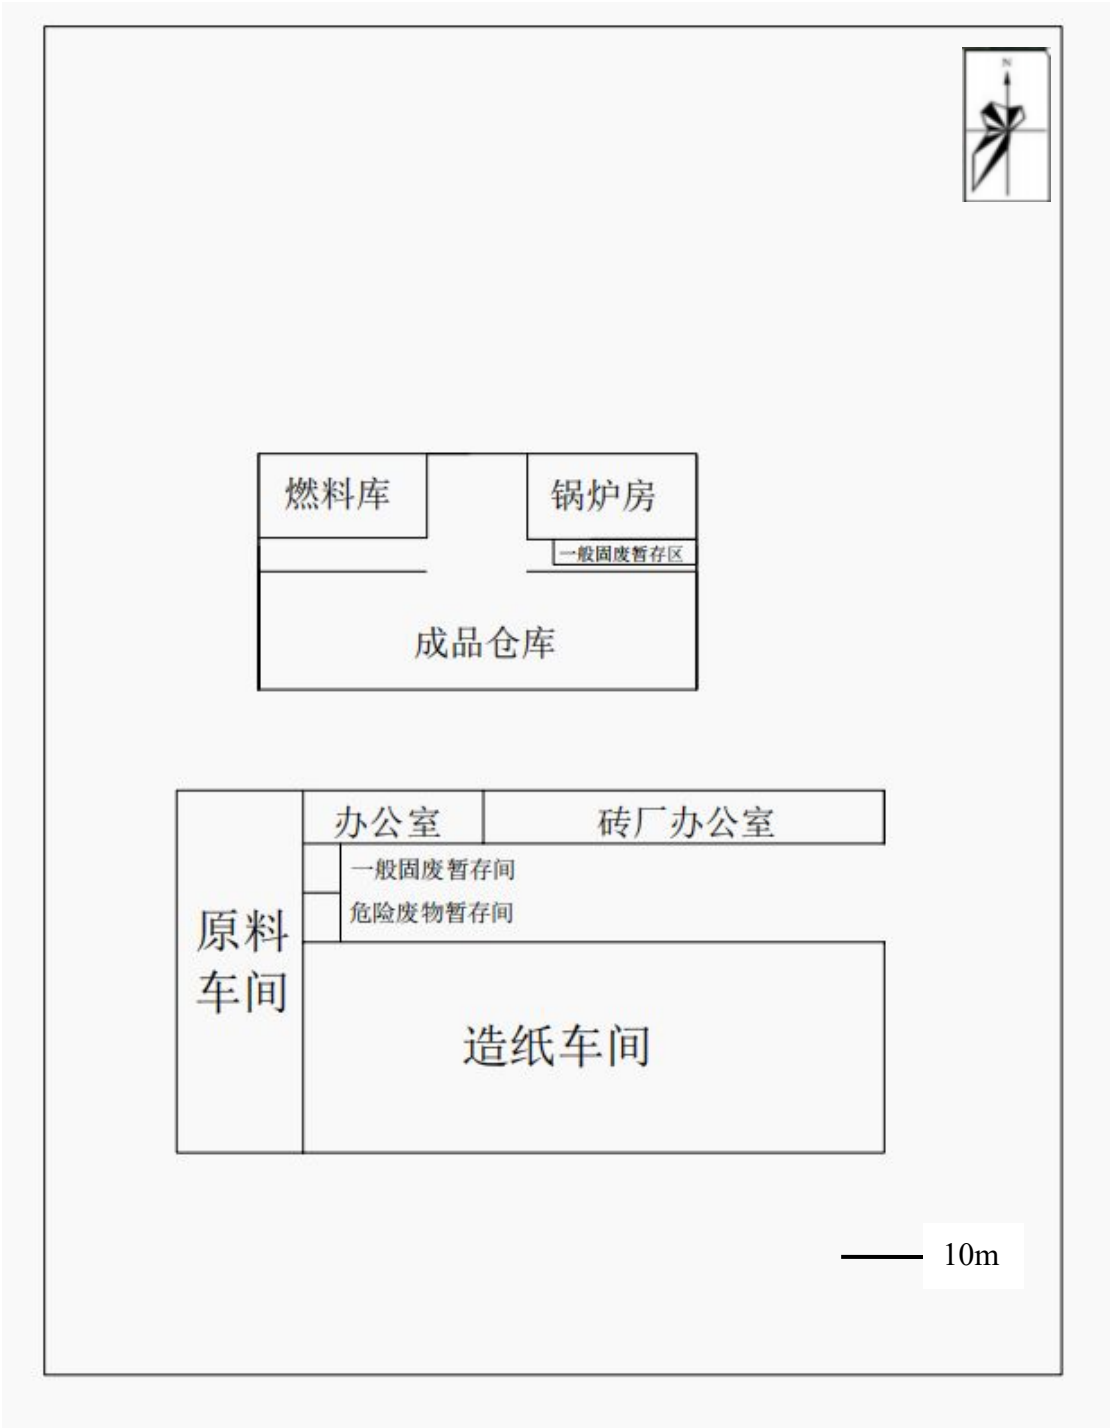 N
燃料库
锅炉房
一般固废暂存区
成品仓库
办公室
砖厂办公室
一般固废暂存间
危险废物暂存间
原料
车间
造纸车间
10m